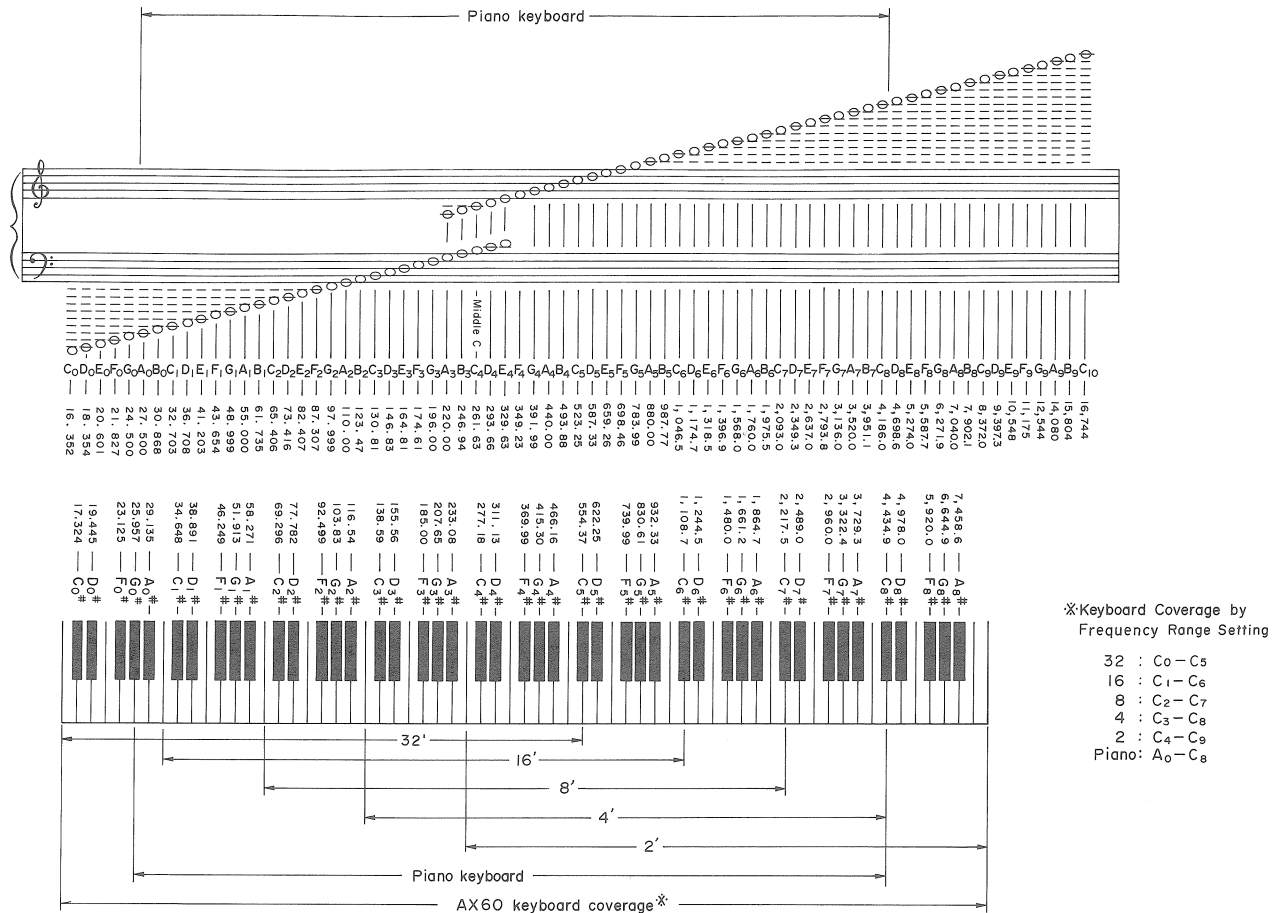 Piano keyboard
Middle C
C0 D0 E0 F0 G0 A0 B0 C1 D1 E1 F1 G1 A1 B1 C2 D2 E2 F2 G2 A2 B2 C3 D3 E3 F3 G3 A3 B3 C4 D4 E4 F4 G4 A4 B4 C5 D5 E5 F5 G5 A5 B5 C6 D6 E6 F6 G6 A6 B6 C7 D7 E7 F7 G7 A7 B7 C8 D8 E8 F8 G8 A8 B8 C9 D9 E9 F9 G9 A9 B9 C10
16.352 18.354 20.601 21.827 24.500 27.500 30.868 32.703 36.708 41.203 43.654 48.999 55.000 61.735 65.406 73.416 82.407 87.307 97.999 110.00 123.47 130.81 146.83 164.81 174.61 196.00 220.00 246.94 261.63 293.66 329.63 349.23 391.99 440.00 493.88 523.25 587.33 659.26 698.46 783.99 880.00 987.77 1,046.5 1,174.7 1,318.5 1,396.9 1,568.0 1,760.0 1,975.5 2,093.0 2,349.3 2,637.0 2,793.8 3,136.0 3,520.0 3,951.1 4,186.0 4,698.6 5,274.0 5,587.7 6,271.9 7,040.0 7,902.1 8,372.0 9,397.3 10,548 11,175 12,544 14,080 15,804 16,744
17.324 19.445 23.125 25.957 29.135 34.648 38.891 46.249 51.913 58.271 69.296 77.782 92.499 103.83 116.54 138.59 155.56 185.00 207.65 233.08 277.18 311.13 369.99 415.30 466.16 554.37 622.25 739.99 830.61 932.33 1,108.7 1,244.5 1,480.0 1,661.2 1,864.7 2,217.5 2,489.0 2,960.0 3,322.4 3,729.3 4,434.9 4,978.0 5,920.0 6,644.9 7,458.6
C0# D0# F0# G0# A0# C1# D1# F1# G1# A1# C2# D2# F2# G2# A2# C3# D3# F3# G3# A3# C4# D4# F4# G4# A4# C5# D5# F5# G5# A5# C6# D6# F6# G6# A6# C7# D7# F7# G7# A7# C8# D8# F8# G8# A8#
32'
16'
8'
4'
2'
Piano keyboard
AX60 keyboard coverage※
※Keyboard Coverage by
Frequency Range Setting
32 : C0–C5
16 : C1–C6
8 : C2–C7
4 : C3–C8
2 : C4–C9
Piano: A0–C8